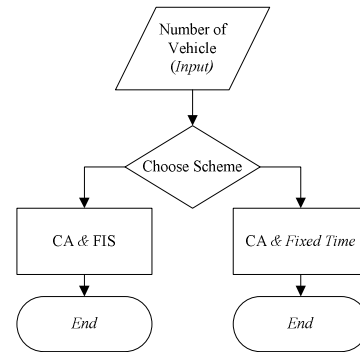 Number of
Vehicle
(Input)
Choose Scheme
CA & FIS
CA & Fixed Time
End
End